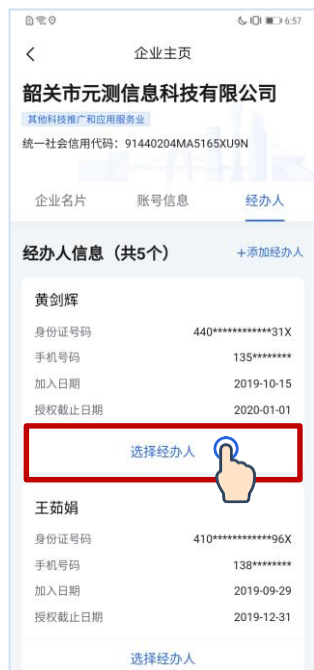 6:57
企业主页
韶关市元测信息科技有限公司
其他科技推广和应用服务业
统一社会信用代码：91440204MA5165XU9N
企业名片 账号信息 经办人
经办人信息（共5个） +添加经办人
黄剑辉
身份证号码 440************31X
手机号码 135********
加入日期 2019-10-15
授权截止日期 2020-01-01
选择经办人
王茹娟
身份证号码 410************96X
手机号码 138********
加入日期 2019-09-29
授权截止日期 2019-12-31
选择经办人